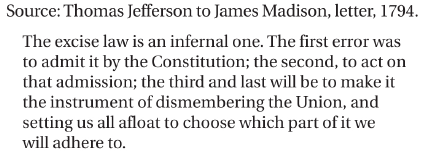 Source: Thomas Jefferson to James Madison, letter, 1794.
The excise law is an infernal one. The first error was
to admit it by the Constitution; the second, to act on
that admission; the third and last will be to make it
the instrument of dismembering the Union, and
setting us all afloat to choose which part of it we
will adhere to.